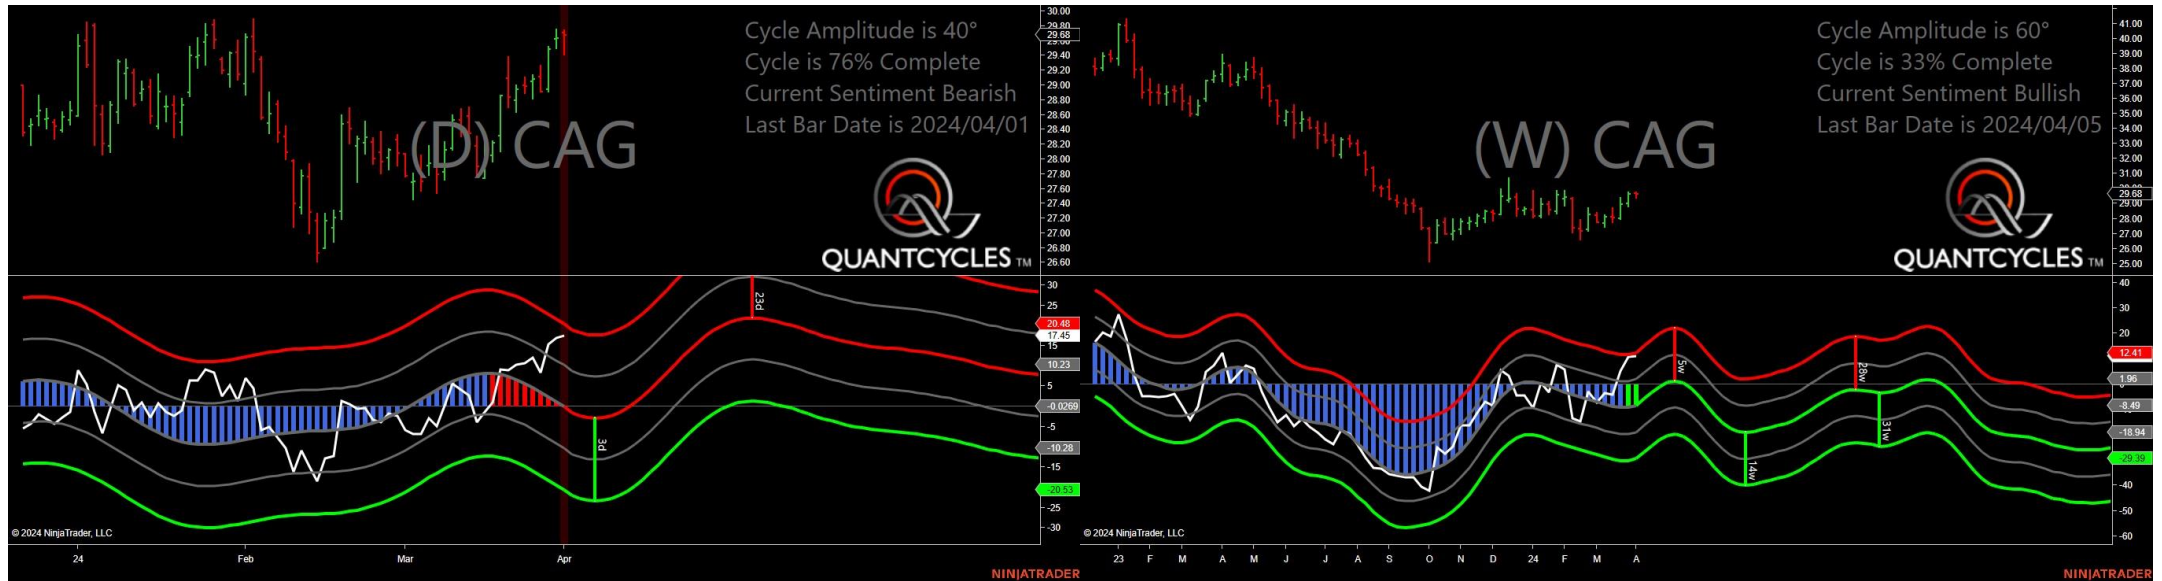 Cycle Amplitude is 40°
Cycle is 76% Complete
Current Sentiment Bearish
Last Bar Date is 2024/04/01
(D) CAG
QUANTCYCLES TM
30.00
29.80
29.68
29.40
29.20
29.00
28.80
28.60
28.40
28.20
28.00
27.80
27.60
27.40
27.20
27.00
26.80
26.60
23d
3d
30
25
20.48
17.45
15
10.23
5
-0.0269
-5
-10.28
-15
-20.53
-25
-30
© 2024 NinjaTrader, LLC
24 Feb Mar Apr
NINJATRADER
Cycle Amplitude is 60°
Cycle is 33% Complete
Current Sentiment Bullish
Last Bar Date is 2024/04/05
(W) CAG
QUANTCYCLES TM
41.00
40.00
39.00
38.00
37.00
36.00
35.00
34.00
33.00
32.00
31.00
29.68
29.00
28.00
27.00
26.00
25.00
5w
14w
28w
31w
40
30
20
12.41
1.96
-8.49
-18.94
-29.39
-40
-50
-60
© 2024 NinjaTrader, LLC
23 F M A M J J A S O N D 24 F M A
NINJATRADER